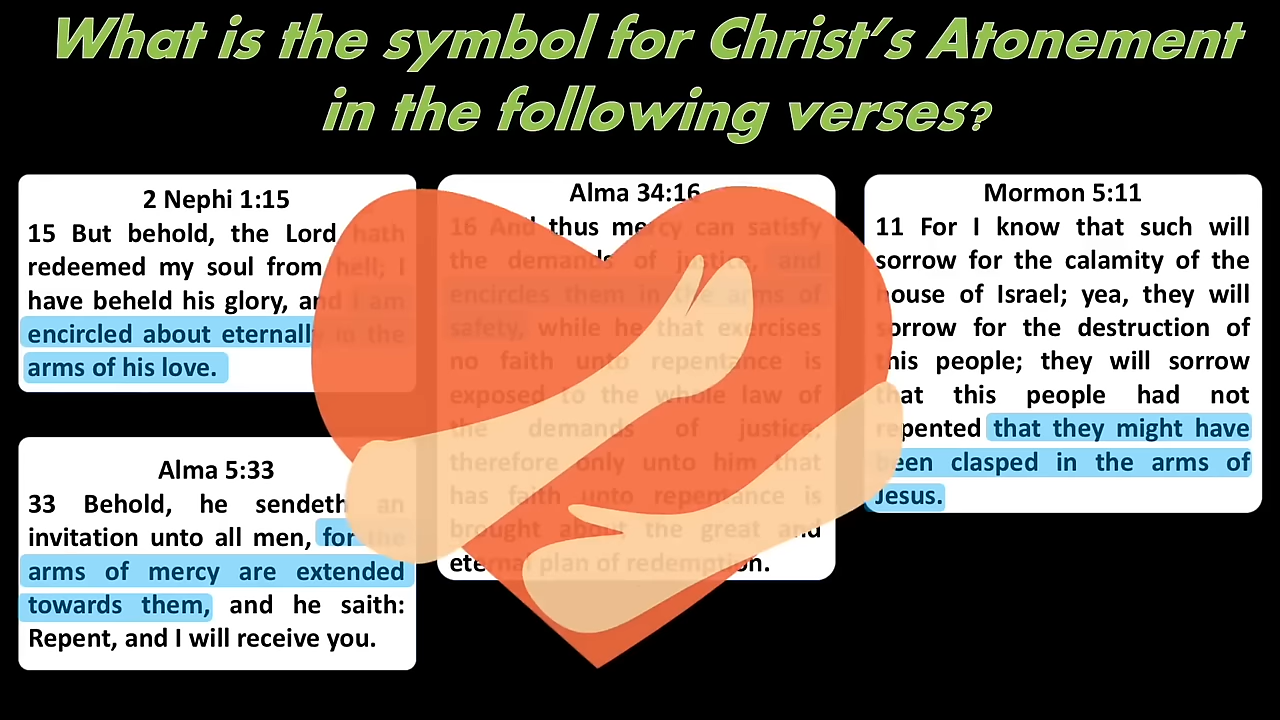 What is the symbol for Christ's Atonement
in the following verses?
2 Nephi 1:15
15 But behold, the Lord hath
redeemed my soul from hell; I
have beheld his glory, and I am
encircled about eternally in the
arms of his love.
Alma 5:33
33 Behold, he sendeth an
invitation unto all men, for the
arms of mercy are extended
towards them, and he saith:
Repent, and I will receive you.
Alma 34:16
16 And thus mercy can satisfy
the demands of justice, and
encircles them in the arms of
safety, while he that exercises
no faith unto repentance is
exposed to the whole law of
the demands of justice;
therefore only unto him that
has faith unto repentance is
brought about the great and
eternal plan of redemption.
Mormon 5:11
11 For I know that such will
sorrow for the calamity of the
house of Israel; yea, they will
sorrow for the destruction of
this people; they will sorrow
that this people had not
repented that they might have
been clasped in the arms of
Jesus.